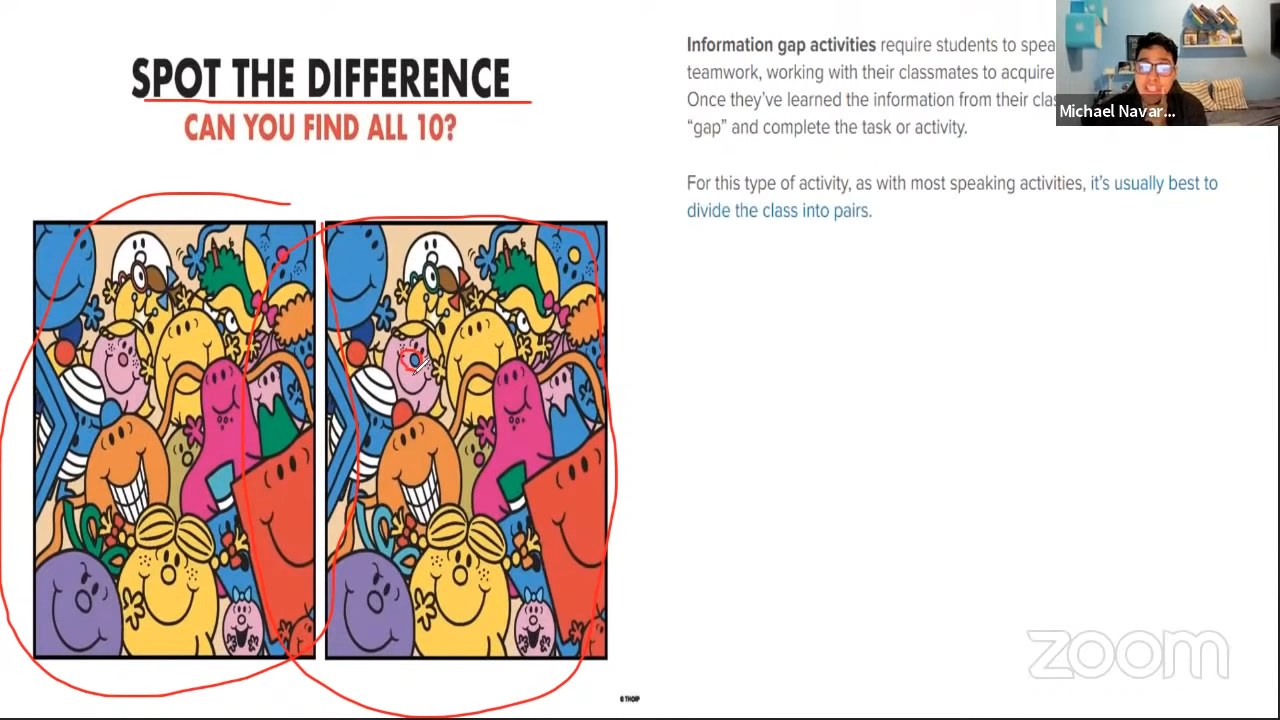 SPOT THE DIFFERENCE
CAN YOU FIND ALL 10?
Information gap activities require students to spea
teamwork, working with their classmates to acquire
Once they’ve learned the information from their clas
“gap” and complete the task or activity.
For this type of activity, as with most speaking activities, it’s usually best to
divide the class into pairs.
Michael Navar...
zoom
© THOIP